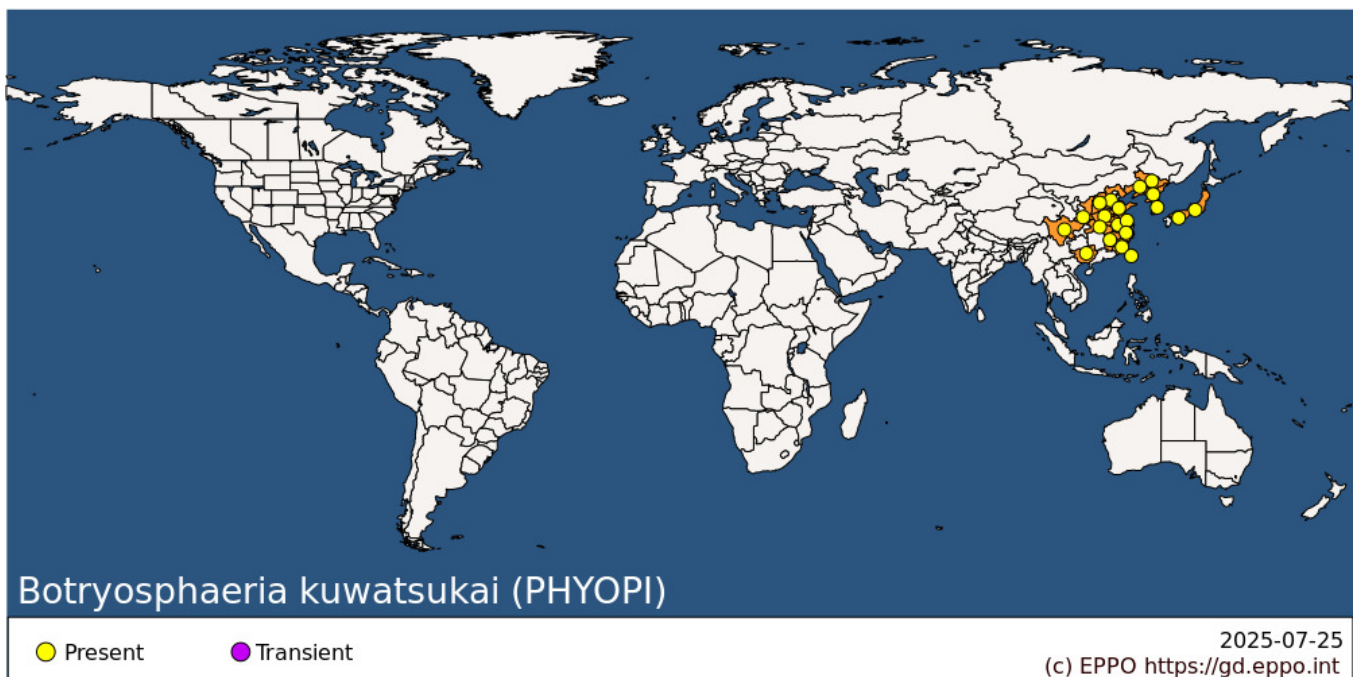 Botryosphaeria kuwatsukai (PHYOPI)
Present
Transient
2025-07-25
(c) EPPO https://gd.eppo.int